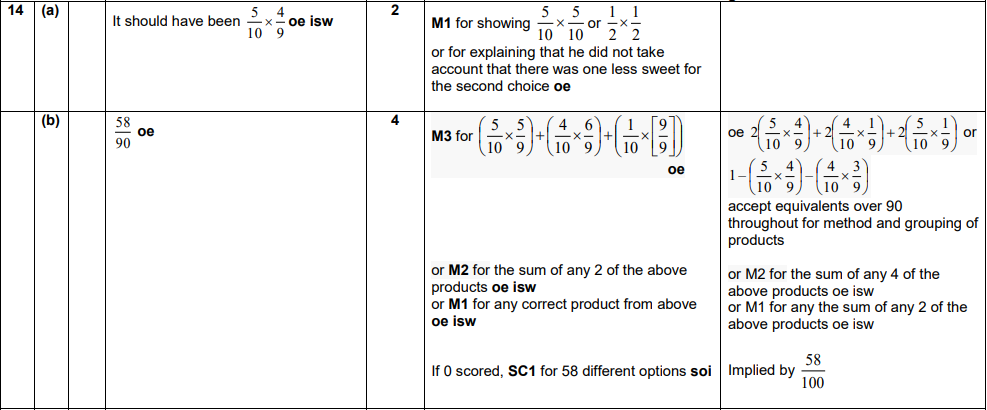 14 (a) It should have been 5/10 × 4/9 oe isw 2 M1 for showing 5/10 × 5/10 or 1/2 × 1/2
or for explaining that he did not take
account that there was one less sweet for
the second choice oe
(b) 58/90 oe 4 M3 for (5/10 × 5/9) + (4/10 × 6/9) + (1/10 × [9/9])
oe
oe 2(5/10 × 4/9) + 2(4/10 × 1/9) + 2(5/10 × 1/9) or
1 − (5/10 × 4/9) − (4/10 × 3/9)
accept equivalents over 90
throughout for method and grouping of
products
or M2 for the sum of any 2 of the above
products oe isw
or M1 for any correct product from above
oe isw
or M2 for the sum of any 4 of the
above products oe isw
or M1 for any the sum of any 2 of the
above products oe isw
If 0 scored, SC1 for 58 different options soi
Implied by 58/100